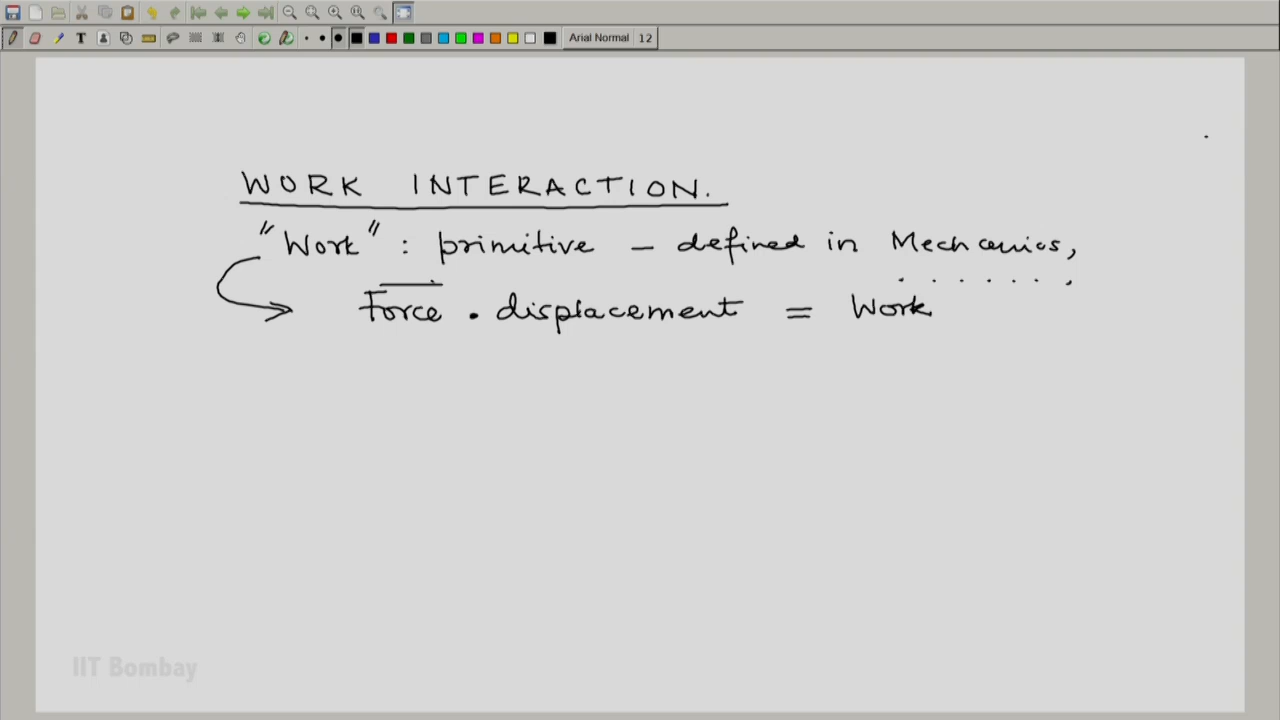 Arial Normal 12
WORK INTERACTION.
"Work" : primitive – defined in Mechanics,
Force . displacement = Work
IIT Bombay